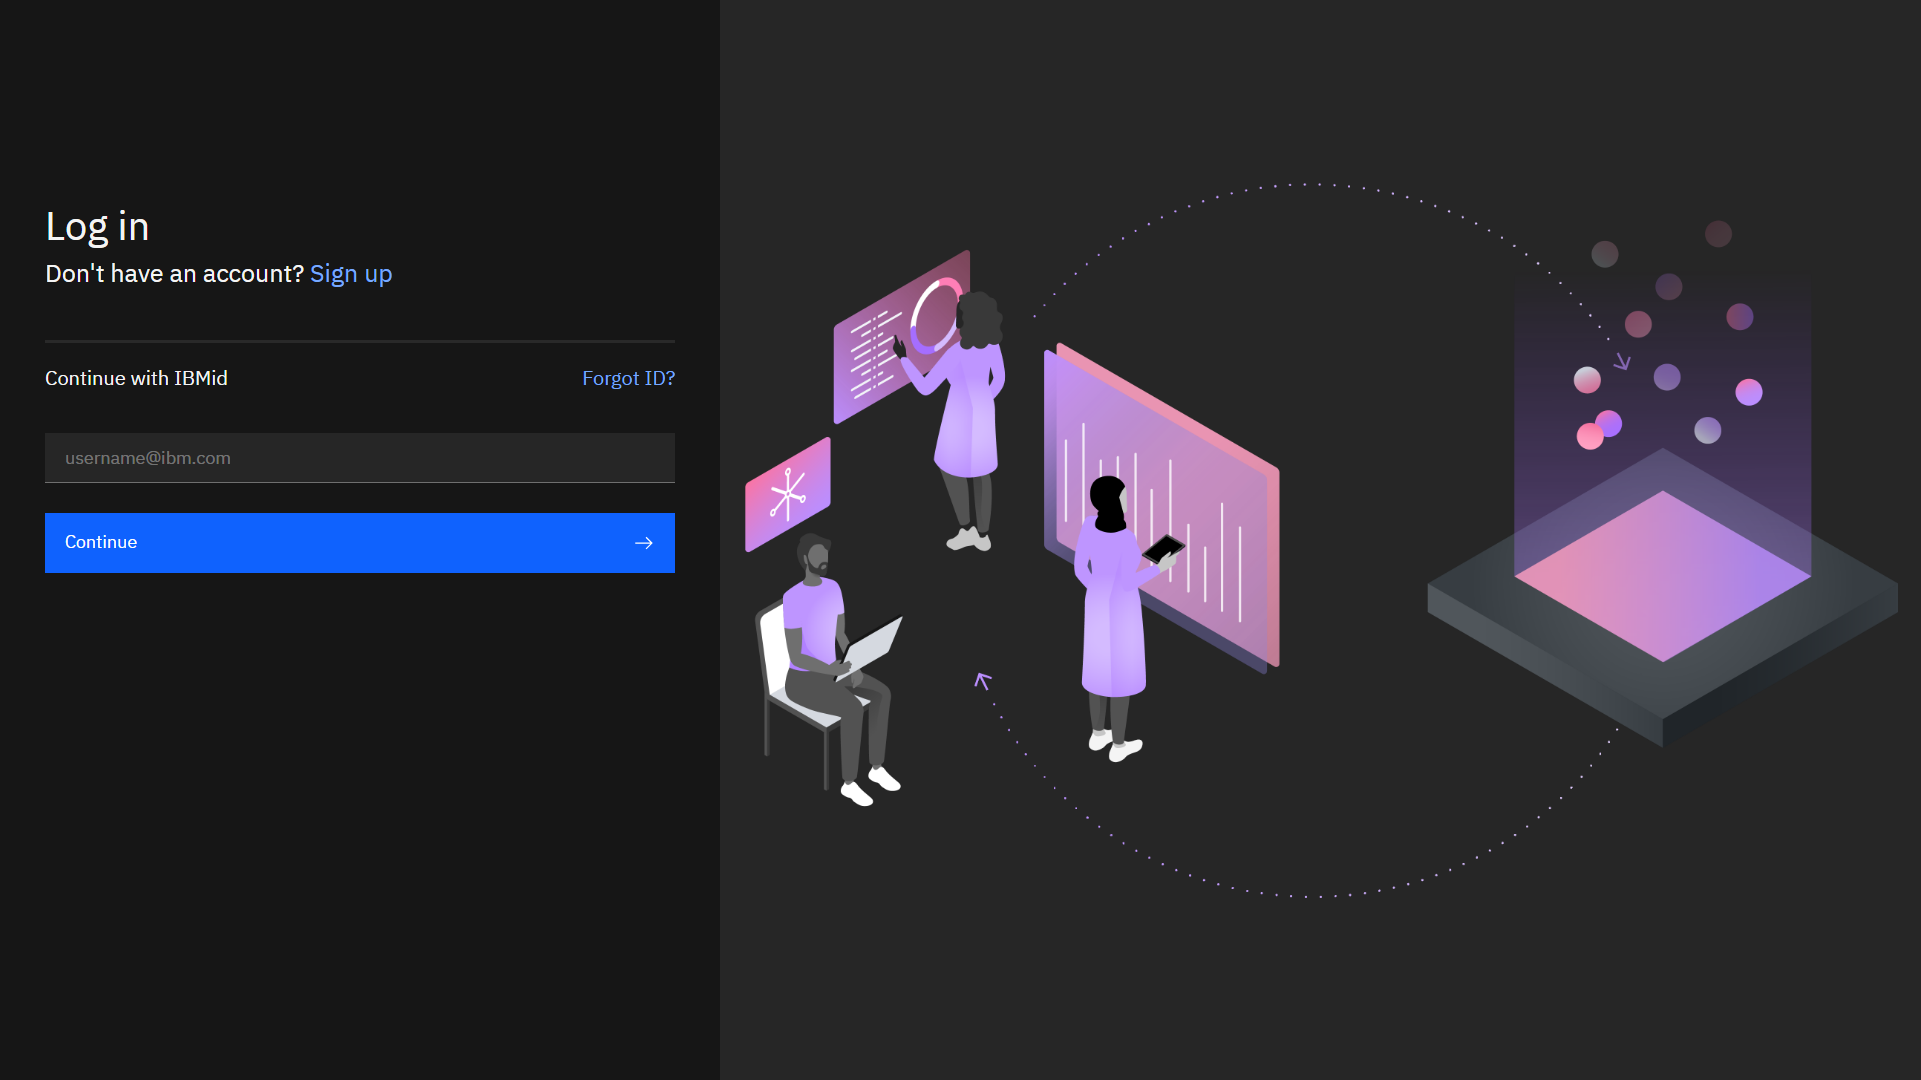 Log in
Don't have an account? Sign up
Continue with IBMid
Forgot ID?
username@ibm.com
Continue